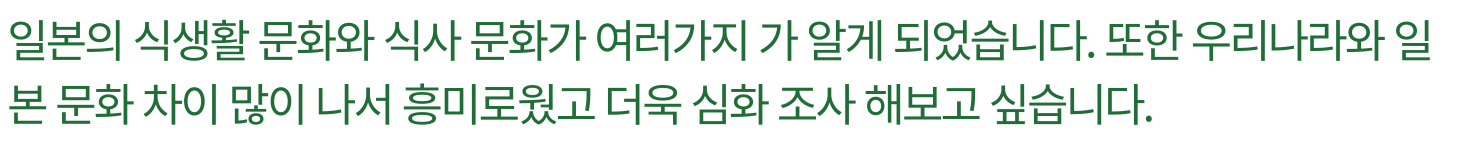 일본의 식생활 문화와 식사 문화가 여러가지 가 알게 되었습니다. 또한 우리나라와 일
본 문화 차이 많이 나서 흥미로웠고 더욱 심화 조사 해보고 싶습니다.